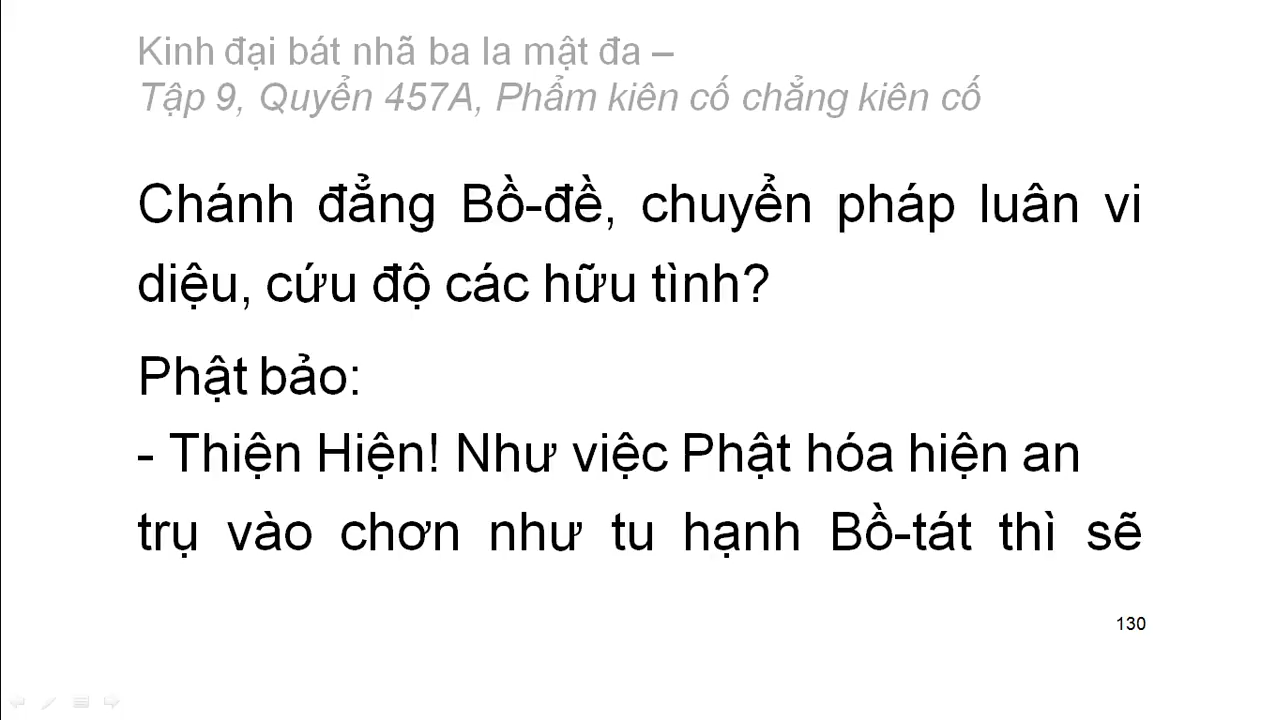 Kinh đại bát nhã ba la mật đa –
Tập 9, Quyển 457A, Phẩm kiên cố chẳng kiên cố
Chánh đẳng Bồ-đề, chuyển pháp luân vi
diệu, cứu độ các hữu tình?
Phật bảo:
- Thiện Hiện! Như việc Phật hóa hiện an
trụ vào chơn như tu hạnh Bồ-tát thì sẽ
130